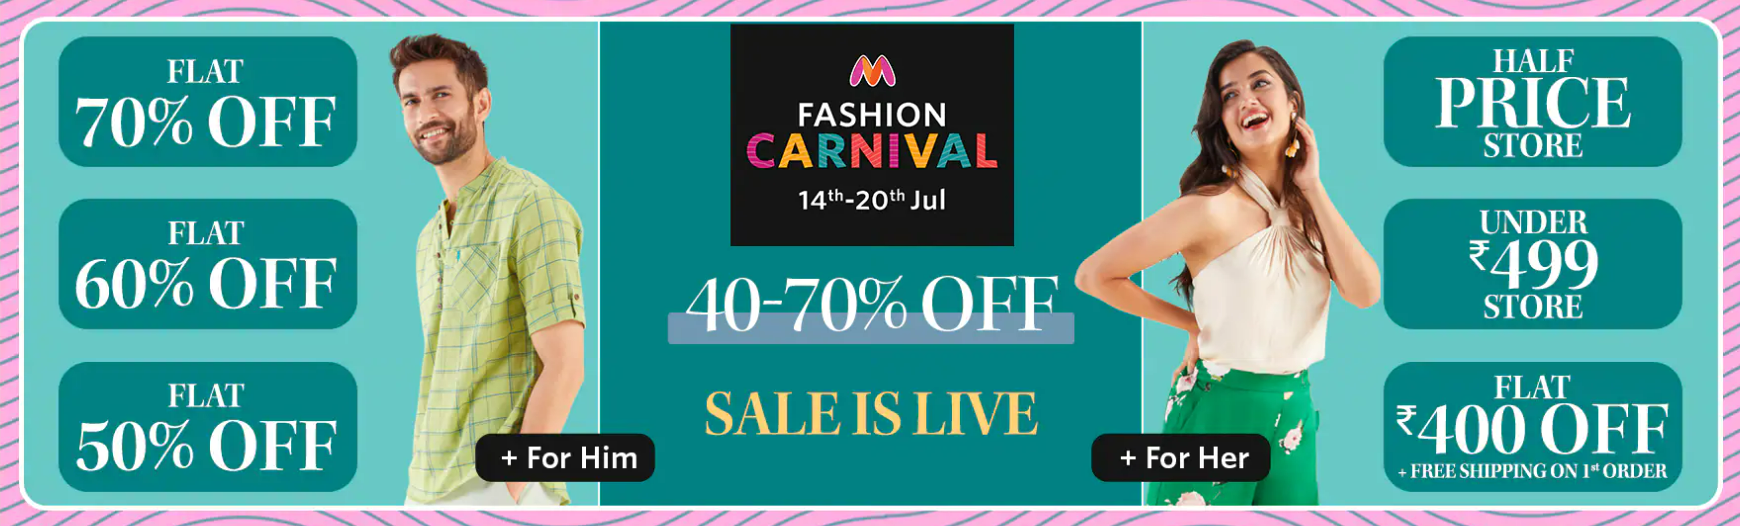 FLAT
70% OFF
FLAT
60% OFF
FLAT
50% OFF
+ For Him
FASHION
CARNIVAL
14th-20th Jul
40-70% OFF
SALE IS LIVE
+ For Her
HALF
PRICE
STORE
UNDER
₹499
STORE
FLAT
₹400 OFF
+ FREE SHIPPING ON 1st ORDER